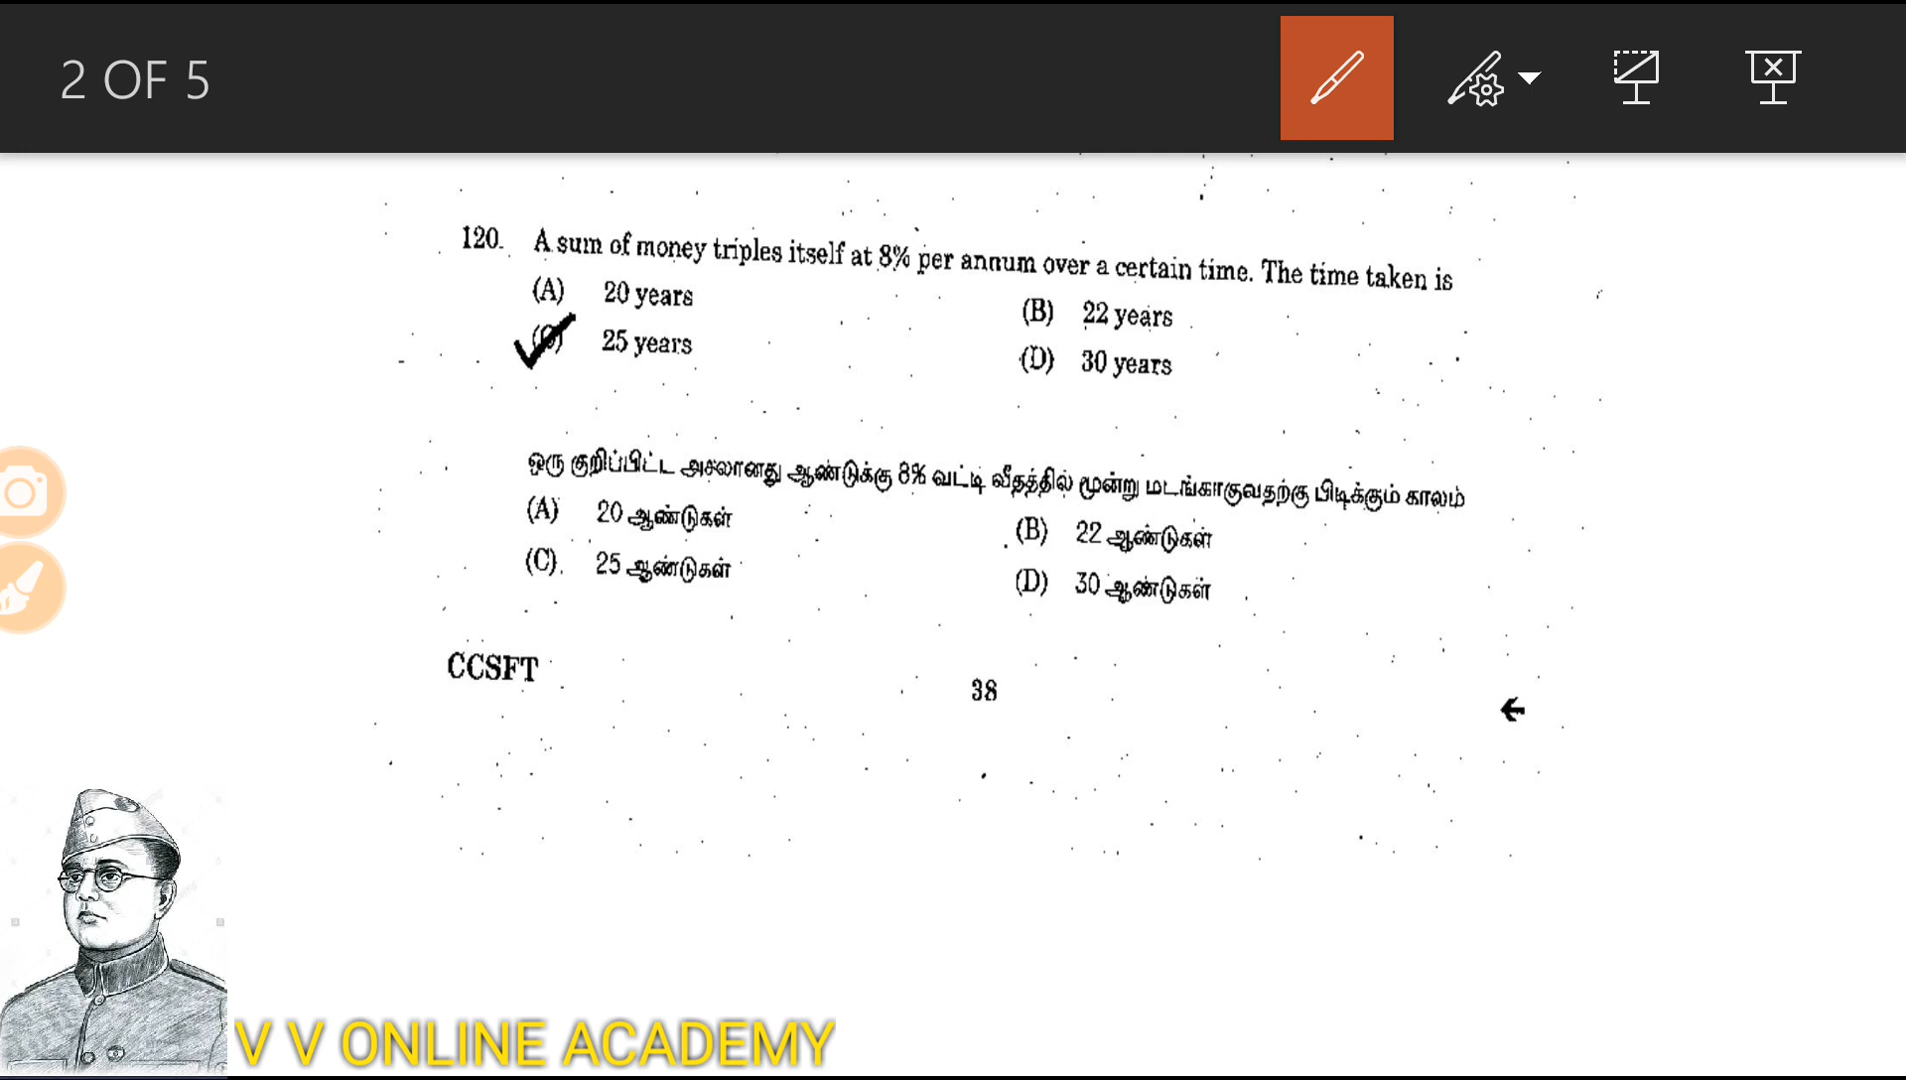 2 OF 5
120. A sum of money triples itself at 8% per annum over a certain time. The time taken is
(A) 20 years (B) 22 years
(C) 25 years (D) 30 years
ஒரு குறிப்பிட்ட அசலானது ஆண்டுக்கு 8% வட்டி வீதத்தில் மூன்று மடங்காகுவதற்கு பிடிக்கும் காலம்
(A) 20 ஆண்டுகள் (B) 22 ஆண்டுகள்
(C) 25 ஆண்டுகள் (D) 30 ஆண்டுகள்
CCSFT 38
V V ONLINE ACADEMY